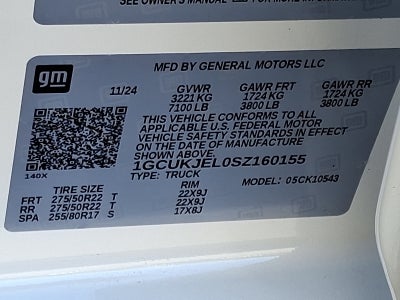 SEE OWNER'S MANUAL FOR MORE INFORMATION
gm
MFD BY GENERAL MOTORS LLC
11/24 GVWR GAWR FRT GAWR RR
3221 KG 1724 KG 1724 KG
7100 LB 3800 LB 3800 LB
THIS VEHICLE CONFORMS TO ALL
APPLICABLE U.S. FEDERAL MOTOR
VEHICLE SAFETY STANDARDS IN EFFECT
ON THE DATE OF MANUFACTURE
SHOWN ABOVE.
1GCUKJEL0SZ160155
140X
TYPE: TRUCK MODEL: 05CK10543
TIRE SIZE RIM
FRT 275/50R22 T 22X9J
RR 275/50R22 T 22X9J
SPA 255/80R17 S 17X8J